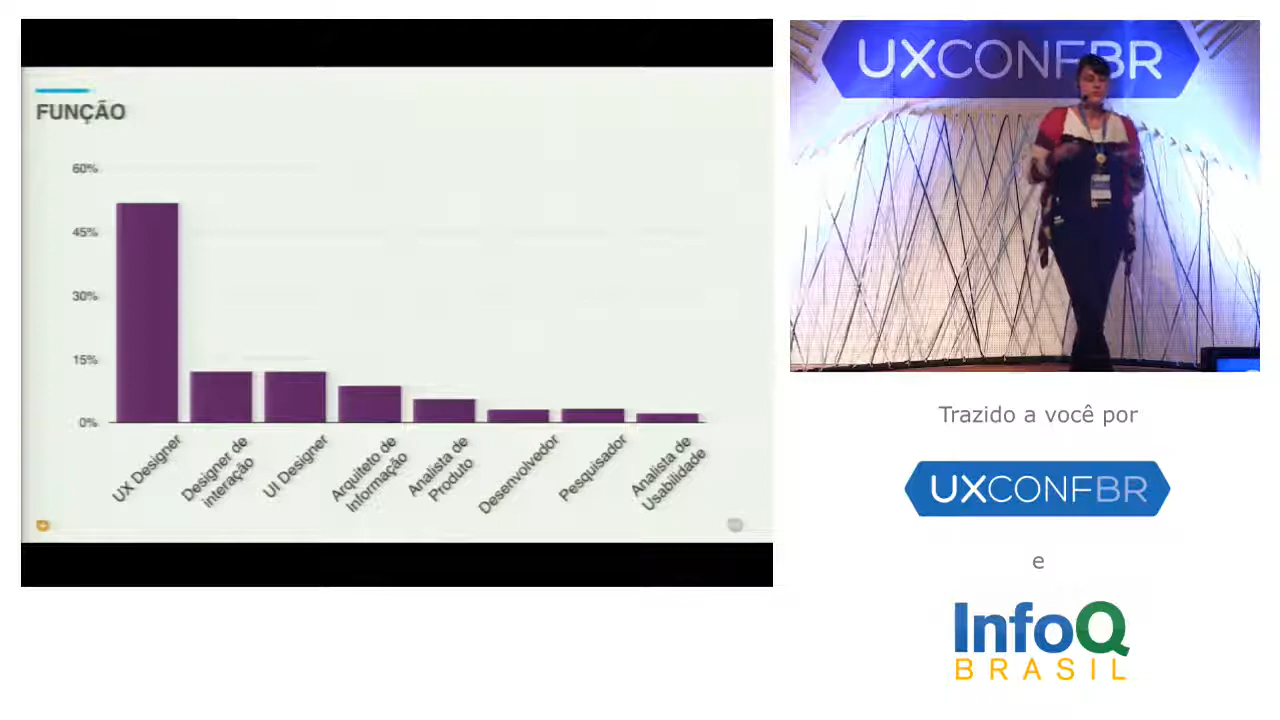 FUNÇÃO
60%
45%
30%
15%
0%
UX Designer
Designer de
interação
UI Designer
Arquiteto de
Informação
Analista de
Produto
Desenvolvedor
Pesquisador
Analista de
Usabilidade
UXCONFBR
Trazido a você por
UXCONFBR
e
InfoQ
BRASIL